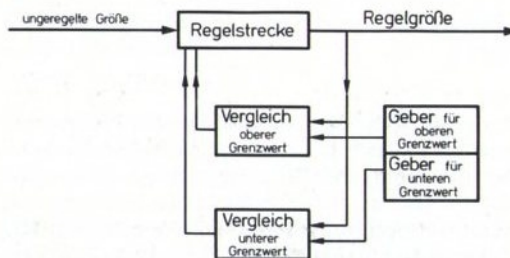 ungeregelte Größe
Regelstrecke
Regelgröße
Vergleich
oberer
Grenzwert
Geber für
oberen
Grenzwert
Geber für
unteren
Grenzwert
Vergleich
unterer
Grenzwert